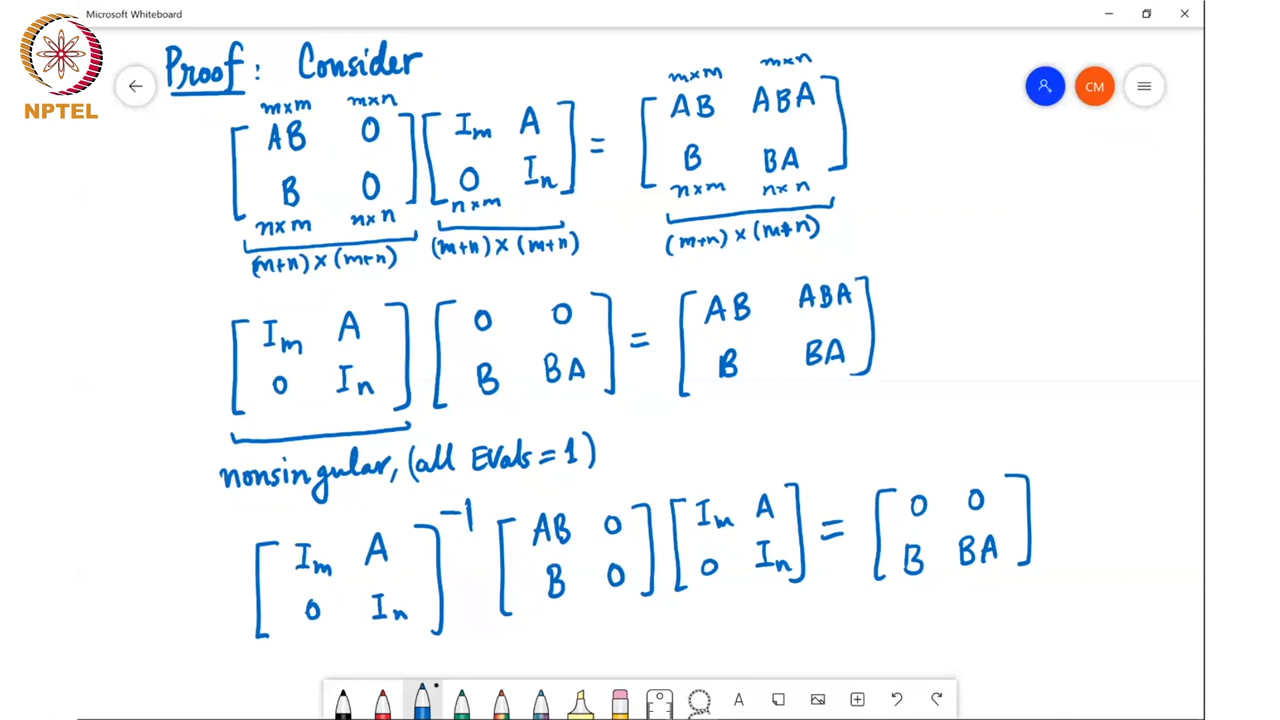 Microsoft Whiteboard
NPTEL
CM
Proof: Consider
m×m m×n m×m m×n
[AB 0] [Im A] = [AB ABA]
[B 0] [0 In] [B BA]
n×m n×n n×m n×m n×n
(m+n) × (m+n) (m+n) × (m+n) (m+n) × (m+n)
[Im A] [0 0] = [AB ABA]
[0 In] [B BA] [B BA]
nonsingular, (all EVals = 1)
[Im A]-1 [AB 0] [Im A] = [0 0]
[0 In] [B 0] [0 In] [B BA]
A